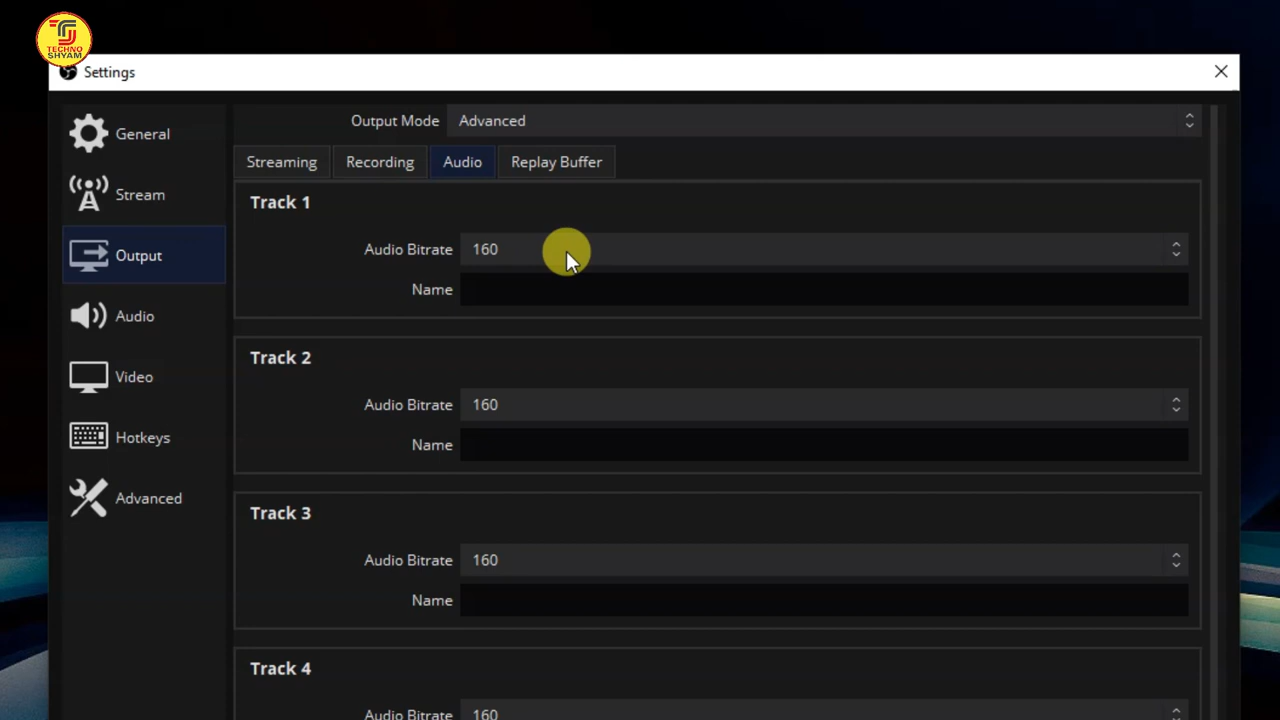 TECHNO
SHYAM
Settings
General
Stream
Output
Audio
Video
Hotkeys
Advanced
Output Mode Advanced
Streaming Recording Audio Replay Buffer
Track 1
Audio Bitrate 160
Name
Track 2
Audio Bitrate 160
Name
Track 3
Audio Bitrate 160
Name
Track 4
Audio Bitrate 160